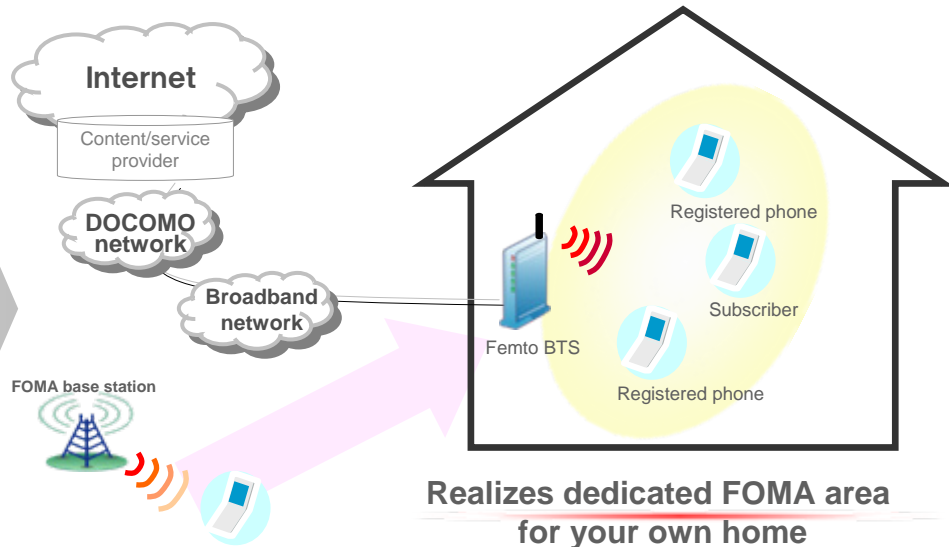 Internet
Content/service
provider
DOCOMO
network
Broadband
network
FOMA base station
Femto BTS
Registered phone
Subscriber
Registered phone
Realizes dedicated FOMA area
for your own home